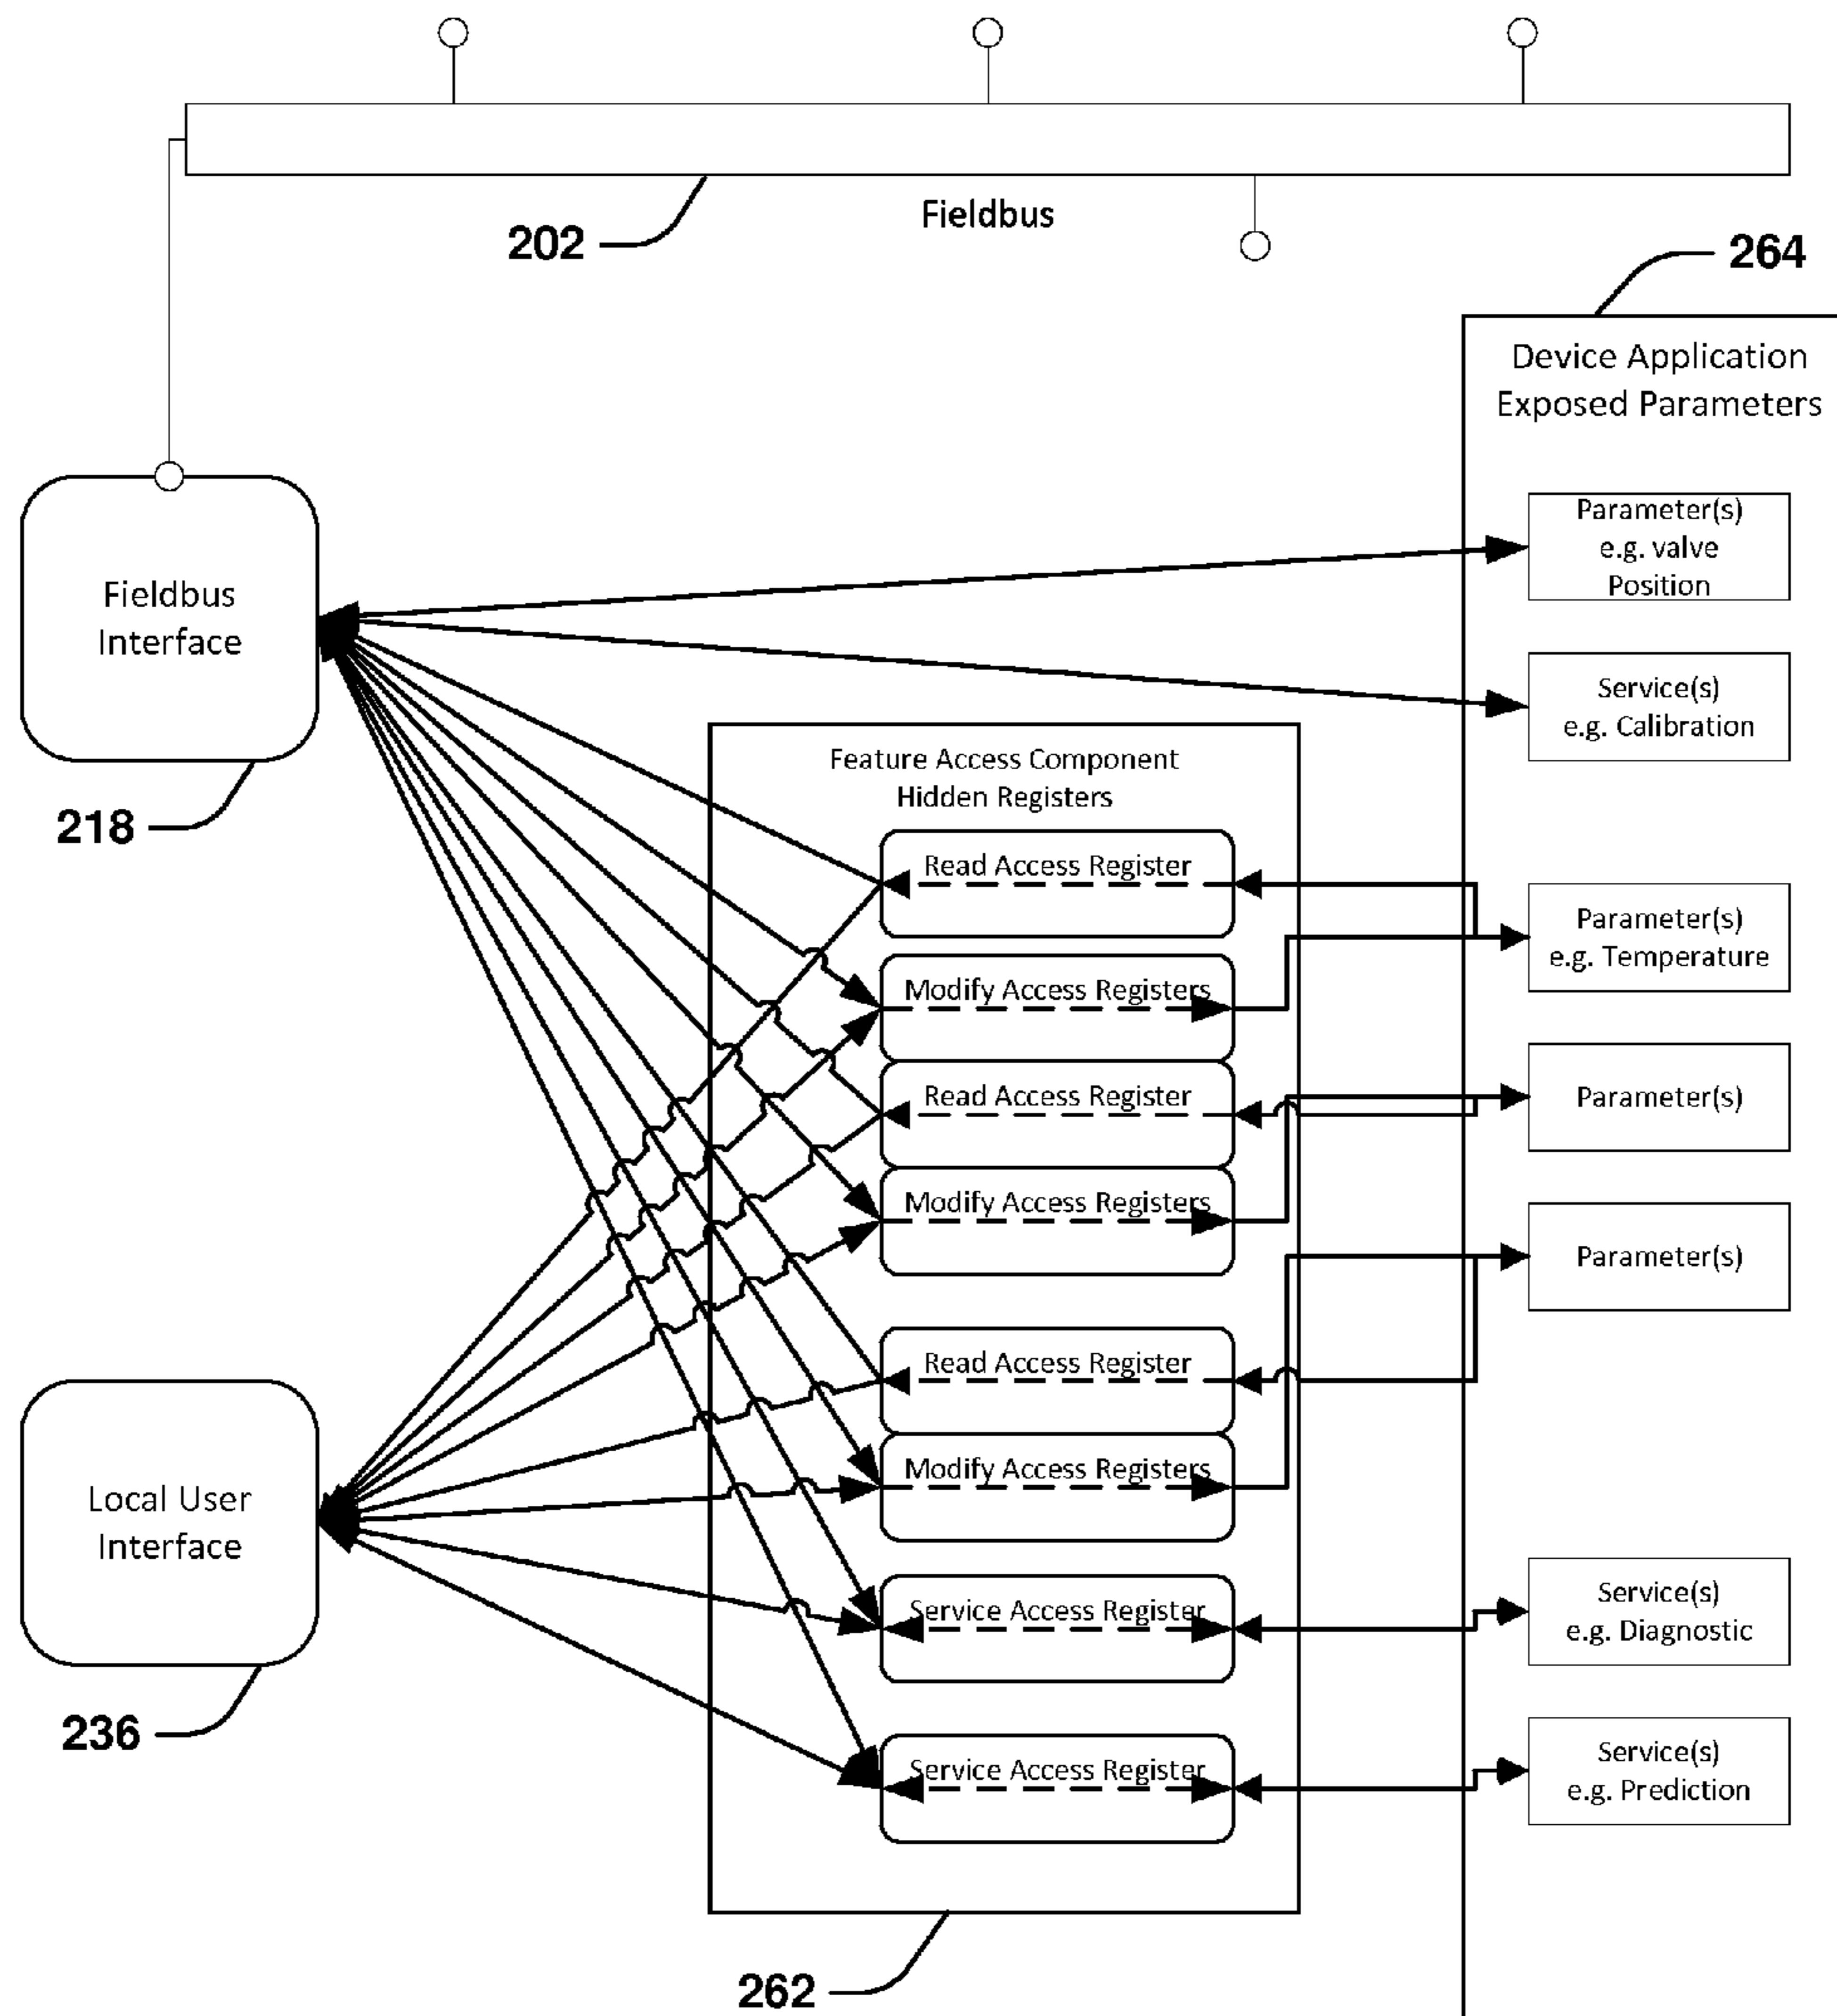 Fieldbus
202
264
Device Application
Exposed Parameters
Parameter(s)
e.g. valve
Position
Fieldbus
Interface
Service(s)
e.g. Calibration
218
Feature Access Component
Hidden Registers
Read Access Register
Parameter(s)
e.g. Temperature
Modify Access Registers
Read Access Register
Parameter(s)
Modify Access Registers
Parameter(s)
Read Access Register
Modify Access Registers
Local User
Interface
Service Access Register
Service(s)
e.g. Diagnostic
236
Service Access Register
Service(s)
e.g. Prediction
262